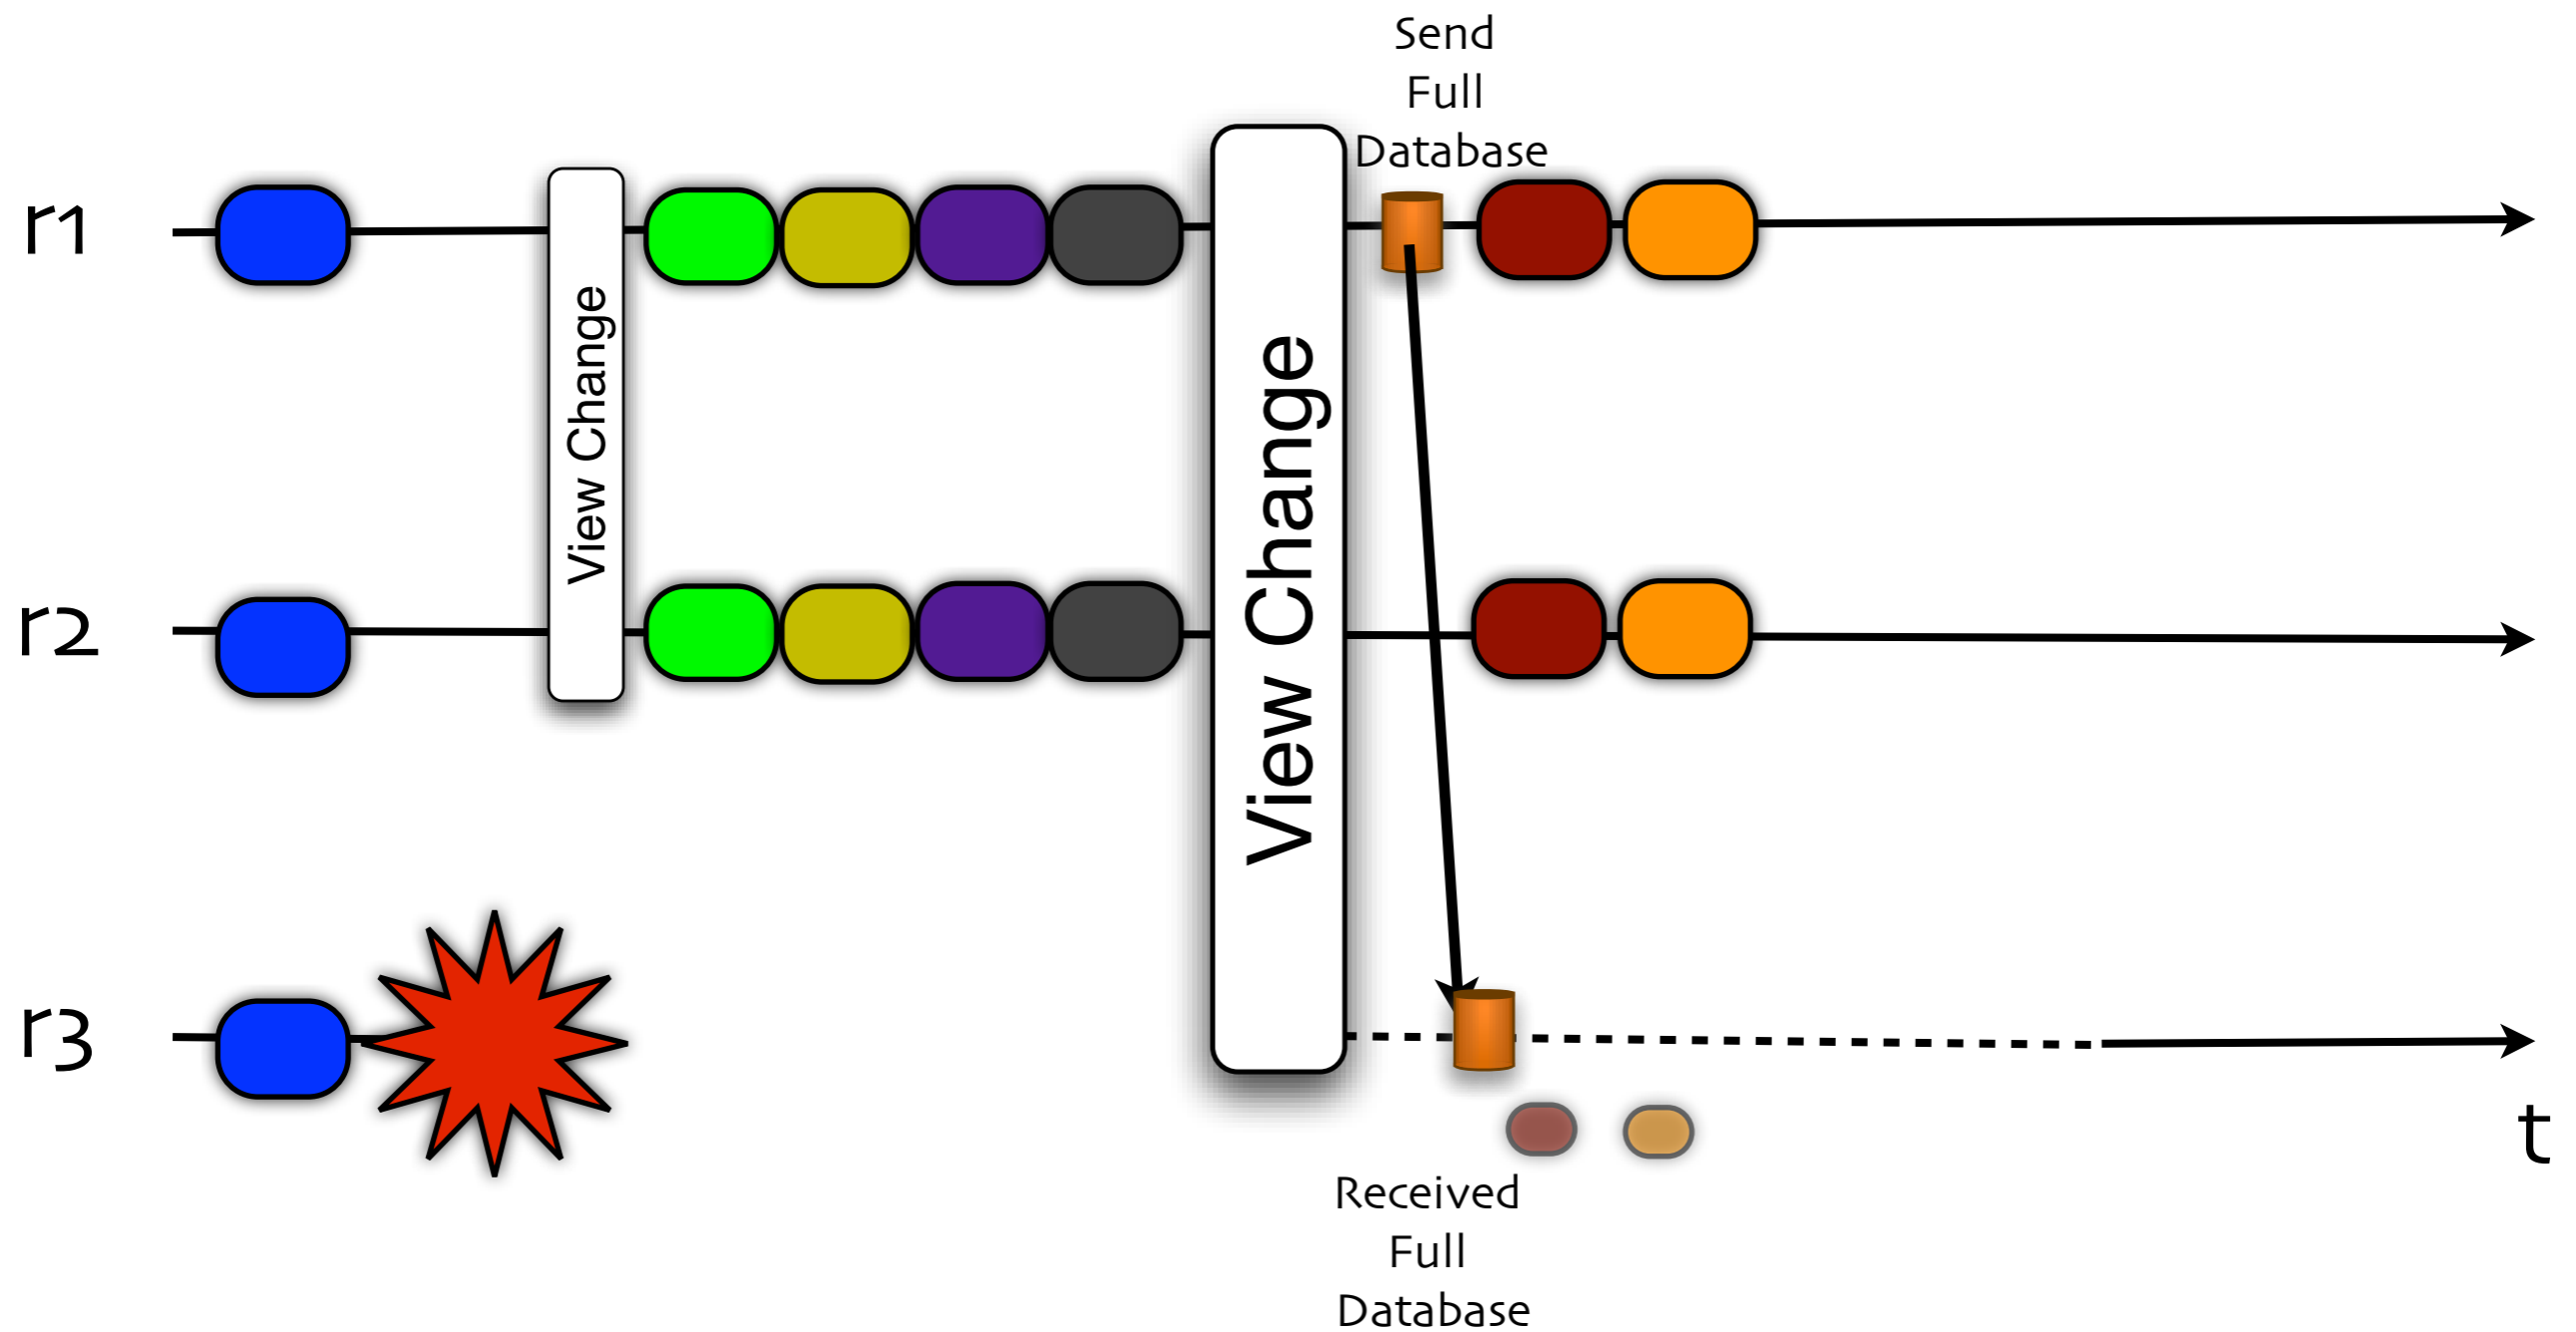 Send
Full
Database
r1
View Change
View Change
r2
r3
t
Received
Full
Database